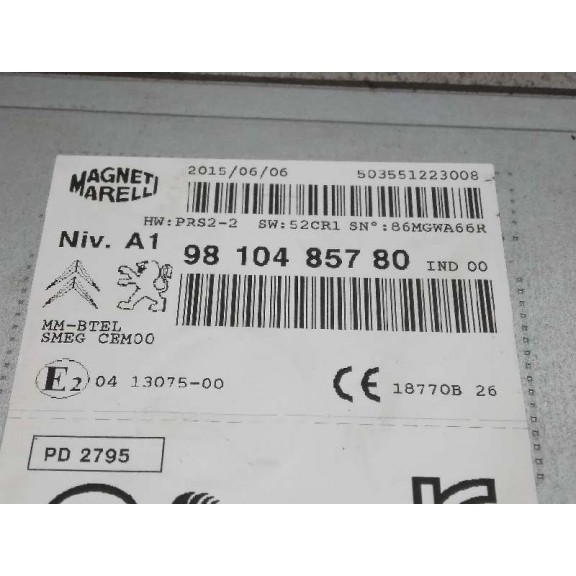 MAGNETI
MARELLI
2015/06/06 503551223008
HW:PRS2-2 SW:52CR1 SN°:86MGWA66R
Niv. A1 98 104 857 80 IND 00
MM-BTEL
SMEG CEM00
E2 04 13075-00 CE 18770B 26
PD 2795